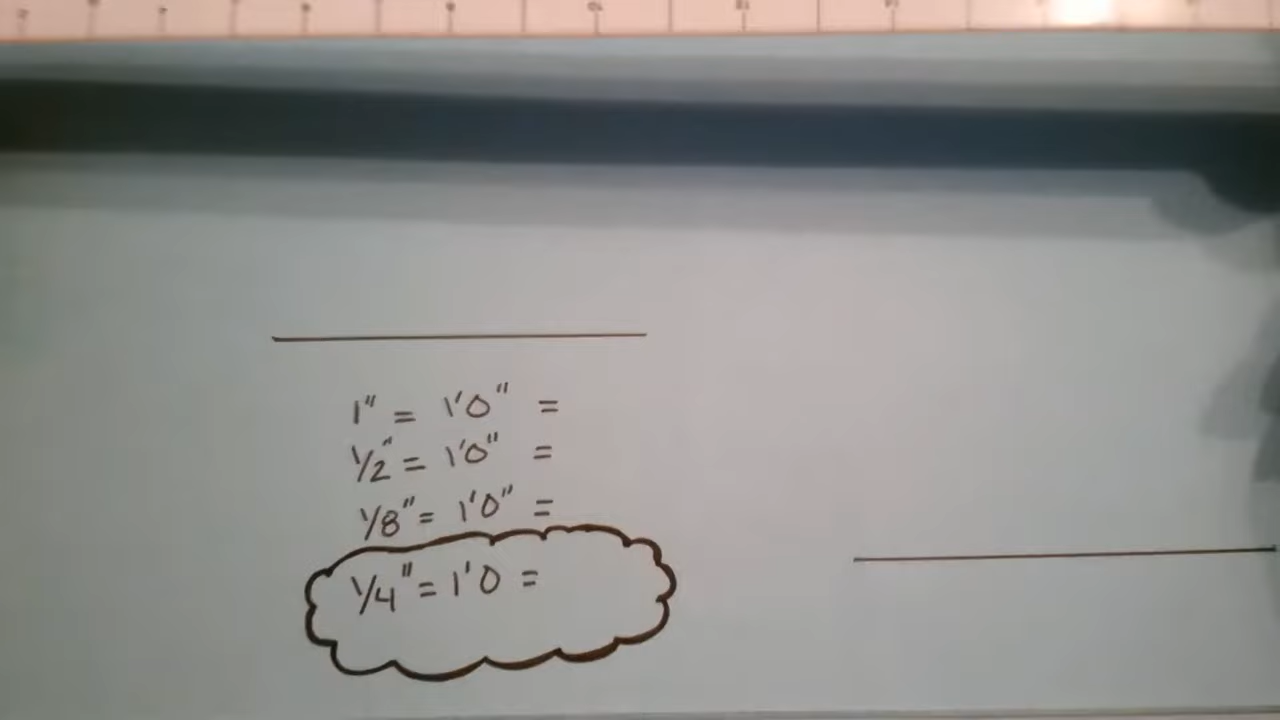 1" = 1'0" =
1/2" = 1'0" =
1/8" = 1'0" =
1/4" = 1'0 =